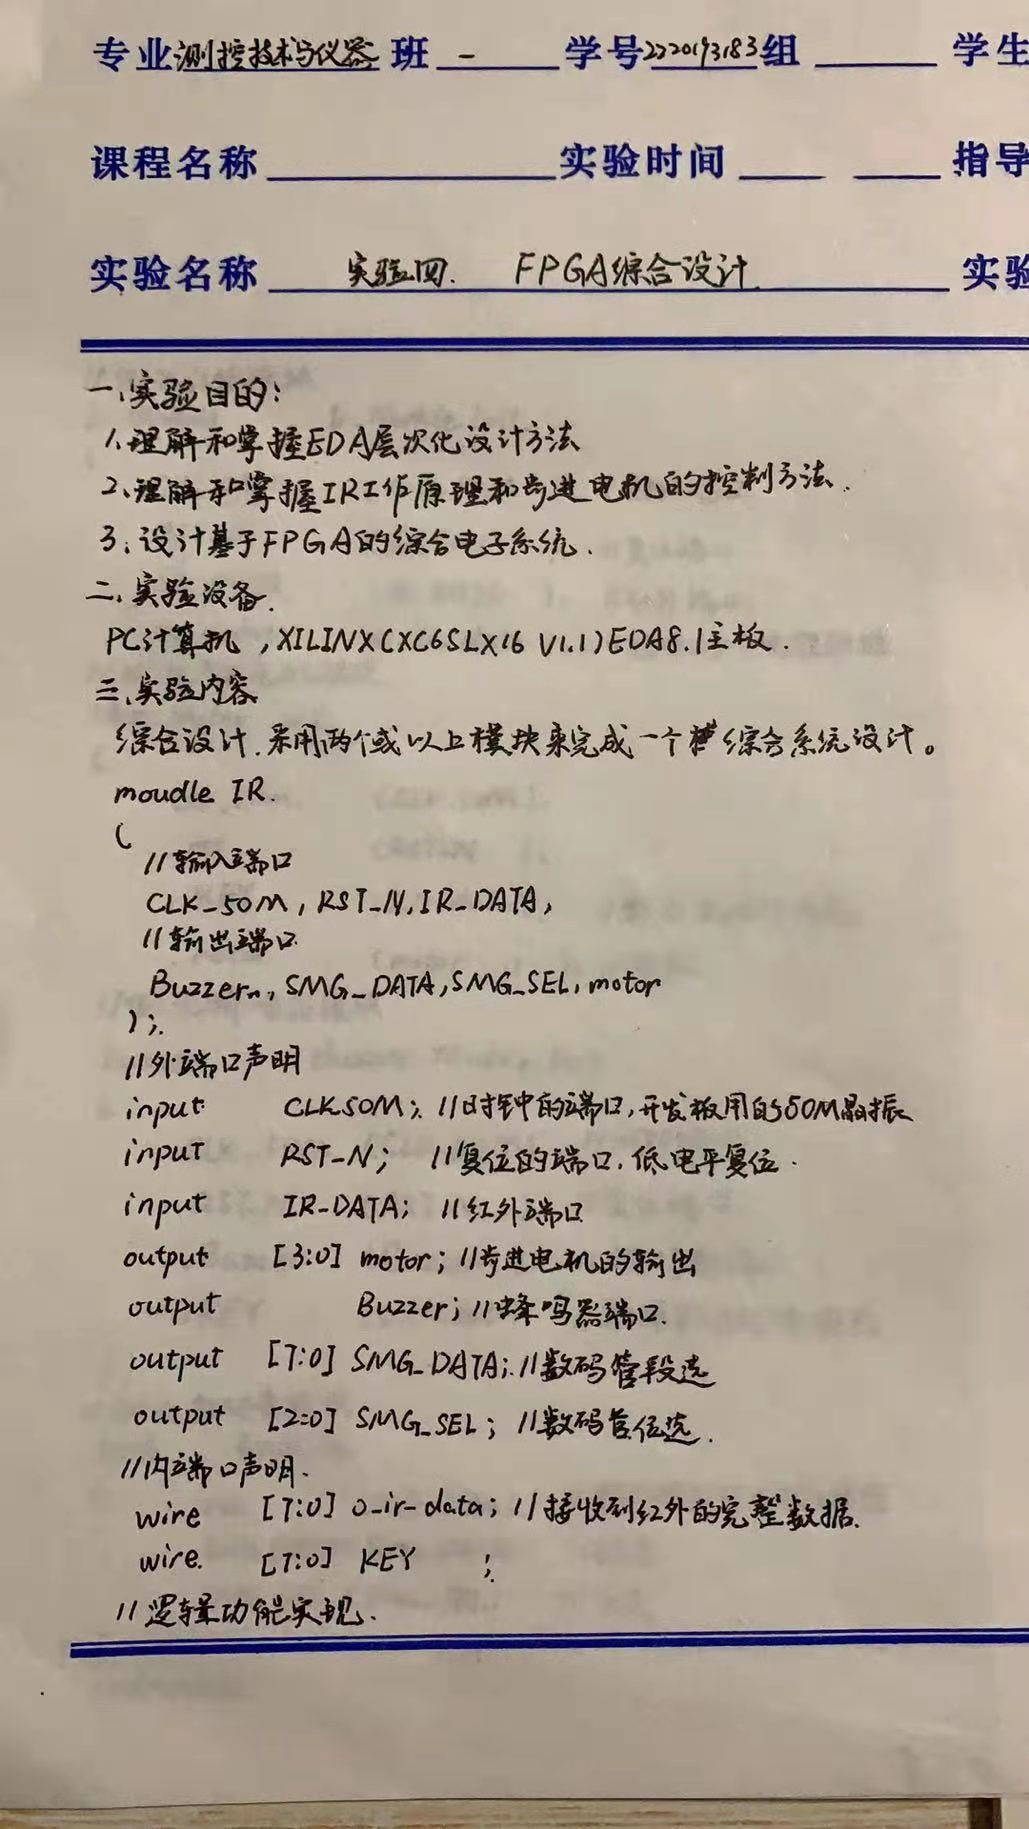 专业测控技术与仪器 班 一 学号2220193183组 学生
课程名称 实验时间 指导
实验名称 实验四. FPGA综合设计 实验
一、实验目的:
1、理解和掌握EDA层次化设计方法
2、理解和掌握IR工作原理和步进电机的控制方法.
3、设计基于FPGA的综合电子系统.
二、实验设备.
PC计算机,XILINX(XC6SLX16 V1.1)EDA8.1主板.
三、实验内容
综合设计.采用两个或以上模块来完成一个综合系统设计。
moudle IR.
(
//输入端口
CLK_50M, RST_N, IR_DATA,
//输出端口
Buzzer, SMG_DATA, SMG_SEL, motor
);
//外端口声明
input CLK50M; //时钟的端口,开发板用的50M晶振
input RST-N; //复位的端口,低电平复位.
input IR-DATA; //红外端口
output [3:0] motor; //步进电机的输出
output Buzzer; //蜂鸣器端口.
output [7:0] SMG_DATA; //数码管段选
output [2:0] SMG_SEL; //数码管位选.
//内端口声明.
wire [7:0] o-ir-data; //接收到红外的完整数据.
wire. [7:0] KEY ;
//逻辑功能实现.